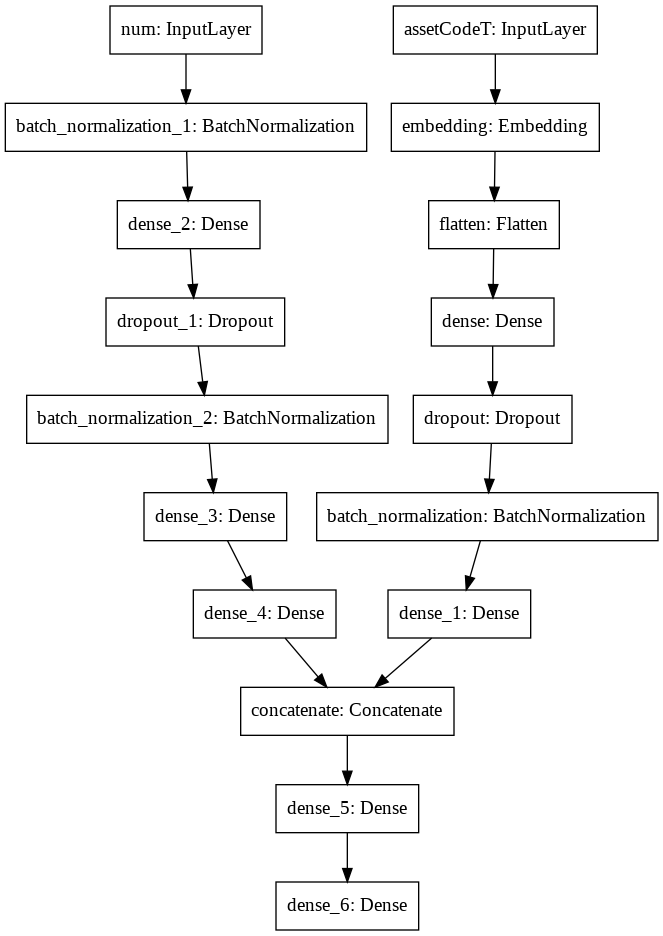 num: InputLayer
assetCodeT: InputLayer
batch_normalization_1: BatchNormalization
embedding: Embedding
dense_2: Dense
flatten: Flatten
dropout_1: Dropout
dense: Dense
batch_normalization_2: BatchNormalization
dropout: Dropout
dense_3: Dense
batch_normalization: BatchNormalization
dense_4: Dense
dense_1: Dense
concatenate: Concatenate
dense_5: Dense
dense_6: Dense